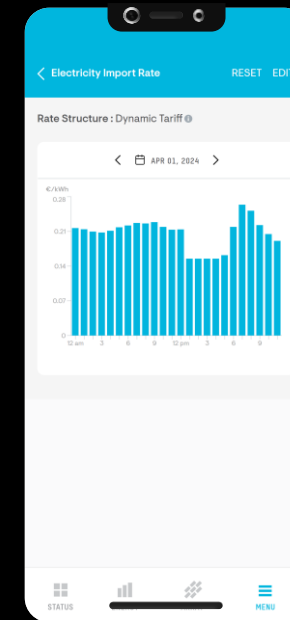 Electricity Import Rate RESET EDIT
Rate Structure : Dynamic Tariff
APR 01, 2024
€/kWh
0.28
0.21
0.14
0.07
0
12 am 3 6 9 12 pm 3 6 9
STATUS MENU